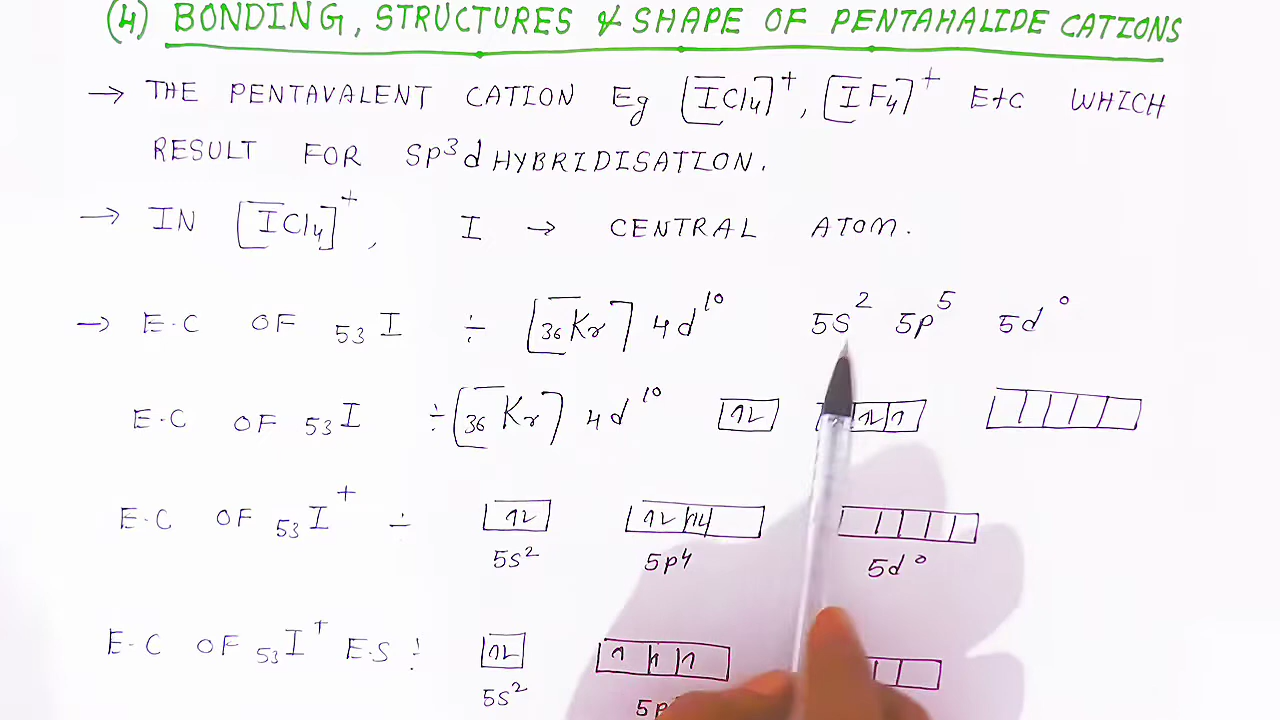 (4) BONDING, STRUCTURES & SHAPE OF PENTAHALIDE CATIONS
→ THE PENTAVALENT CATION Eg [ICl₄]⁺, [IF₄]⁺ Etc WHICH
RESULT FOR Sp³d HYBRIDISATION.
→ IN [ICl₄]⁺, I → CENTRAL ATOM.
→ E.C OF ₅₃I ÷ [₃₆Kr] 4d¹⁰ 5S² 5p⁵ 5d⁰
E.C OF ₅₃I ÷ [₃₆Kr] 4d¹⁰
E.C OF ₅₃I⁺ ÷
5S² 5p⁴ 5d⁰
E.C OF ₅₃I⁺ E.S :
5S² 5p